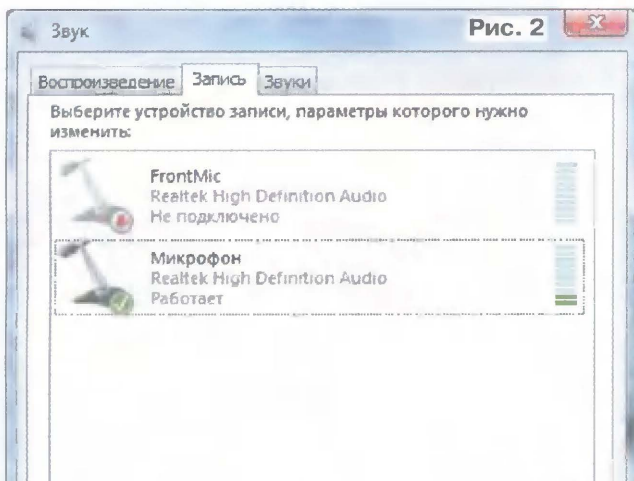 Звук
Рис. 2
Воспроизведение Запись Звуки
Выберите устройство записи, параметры которого нужно
изменить:
FrontMic
Realtek High Definition Audio
Не подключено
Микрофон
Realtek High Definition Audio
Работает